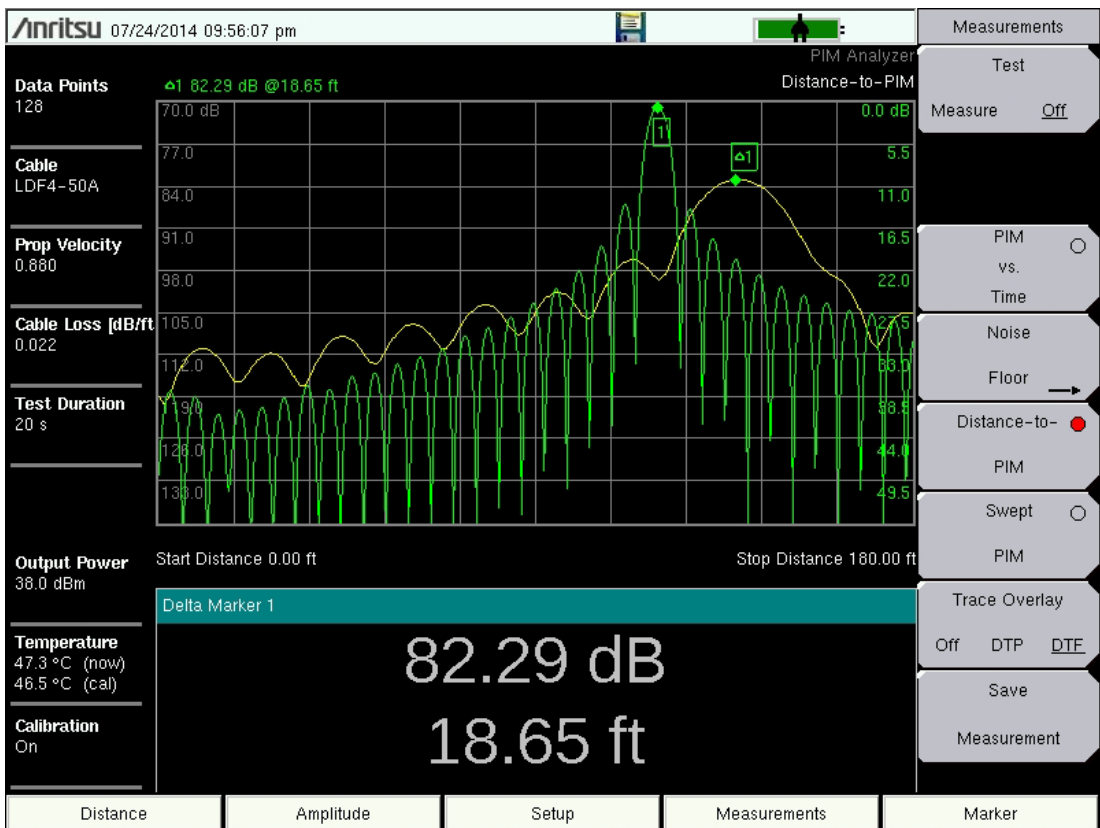 Anritsu 07/24/2014 09:56:07 pm
Measurements
PIM Analyzer
Distance-to-PIM
Data Points
128
Δ1 82.29 dB @18.65 ft
70.0 dB
77.0
84.0
91.0
98.0
105.0
112.0
119.0
126.0
133.0
0.0 dB
5.5
11.0
16.5
22.0
27.5
33.0
38.5
44.0
49.5
1
Δ1
Cable
LDF4-50A
Prop Velocity
0.880
Cable Loss [dB/ft
0.022
Test Duration
20 s
Start Distance 0.00 ft
Stop Distance 180.00 ft
Output Power
38.0 dBm
Temperature
47.3 °C (now)
46.5 °C (cal)
Calibration
On
Delta Marker 1
82.29 dB
18.65 ft
Test
Measure Off
PIM
vs.
Time
Noise
Floor
Distance-to-
PIM
Swept
PIM
Trace Overlay
Off DTP DTF
Save
Measurement
Distance
Amplitude
Setup
Measurements
Marker